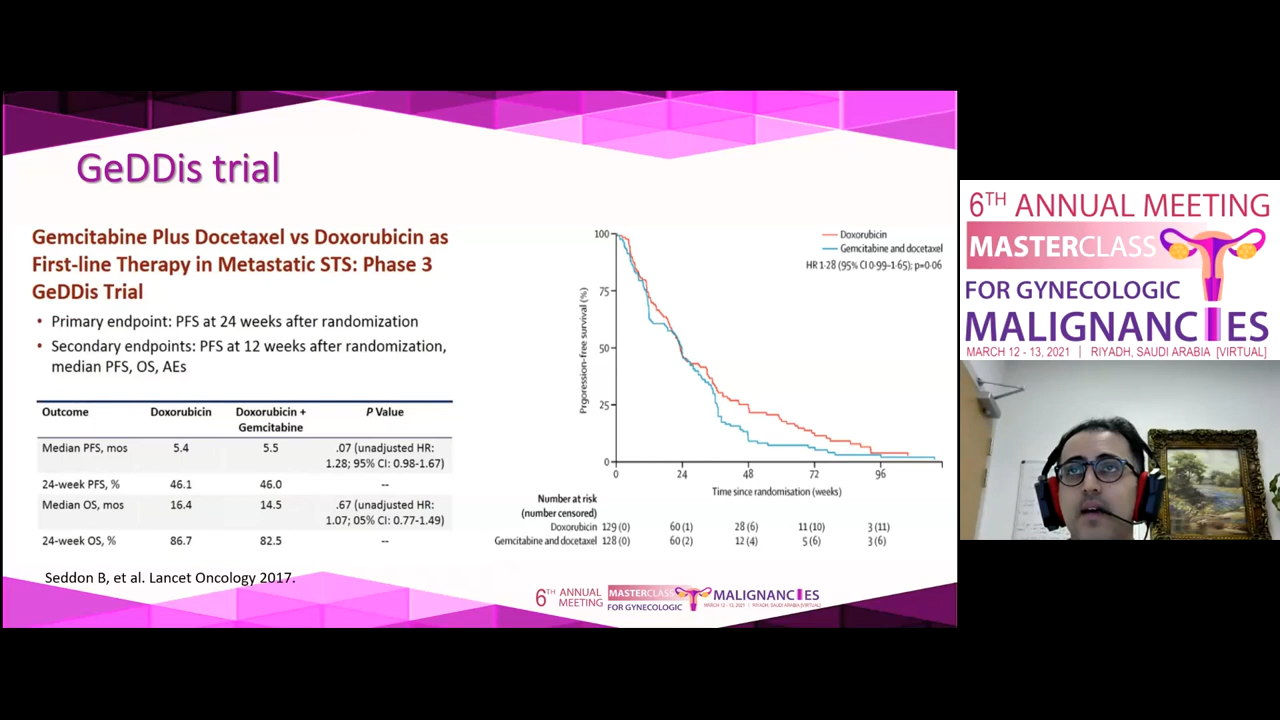 GeDDis trial
Gemcitabine Plus Docetaxel vs Doxorubicin as
First-line Therapy in Metastatic STS: Phase 3
GeDDis Trial
• Primary endpoint: PFS at 24 weeks after randomization
• Secondary endpoints: PFS at 12 weeks after randomization,
median PFS, OS, AEs
Outcome Doxorubicin Doxorubicin + P Value
Gemcitabine
Median PFS, mos 5.4 5.5 .07 (unadjusted HR:
1.28; 95% CI: 0.98-1.67)
24-week PFS, % 46.1 46.0 --
Median OS, mos 16.4 14.5 .67 (unadjusted HR:
1.07; 05% CI: 0.77-1.49)
24-week OS, % 86.7 82.5 --
Seddon B, et al. Lancet Oncology 2017.
Doxorubicin
Gemcitabine and docetaxel
HR 1·28 (95% CI 0·99–1·65); p=0·06
Prgoression-free survival (%)
100
75
50
25
0
0 24 48 72 96
Time since randomisation (weeks)
Number at risk
(number censored)
Doxorubicin 129 (0) 60 (1) 28 (6) 11 (10) 3 (11)
Gemcitabine and docetaxel 128 (0) 60 (2) 12 (4) 5 (6) 3 (6)
6TH ANNUAL
MEETING
MASTERCLASS
FOR GYNECOLOGIC
MALIGNANCIES
MARCH 12 - 13, 2021 | RIYADH, SAUDI ARABIA [VIRTUAL]
6TH ANNUAL MEETING
MASTERCLASS
FOR GYNECOLOGIC
MALIGNANCIES
MARCH 12 - 13, 2021 | RIYADH, SAUDI ARABIA [VIRTUAL]